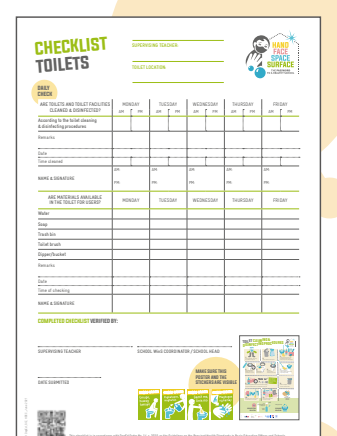 CHECKLIST
TOILETS
SUPERVISING TEACHER:
TOILET LOCATION:
HAND
FACE
SPACE
SURFACE
DAILY
CHECK
ARE TOILETS AND TOILET FACILITIES
CLEANED & DISINFECTED?
MONDAY TUESDAY WEDNESDAY THURSDAY FRIDAY
AM PM AM PM AM PM AM PM AM PM
According to the toilet cleaning
& disinfecting procedures
Remarks
Date
Time cleaned
NAME & SIGNATURE
AM AM AM AM AM
PM PM PM PM PM
ARE MATERIALS AVAILABLE
IN THE TOILET FOR USERS?
MONDAY TUESDAY WEDNESDAY THURSDAY FRIDAY
Water
Soap
Trash bin
Toilet brush
Dipper/bucket
Remarks
Date
Time of checking
NAME & SIGNATURE
COMPLETED CHECKLIST VERIFIED BY:
SUPERVISING TEACHER
SCHOOL WinS COORDINATOR / SCHOOL HEAD
DATE SUBMITTED
MAKE SURE THIS
POSTER AND THE
STICKERS ARE VISIBLE